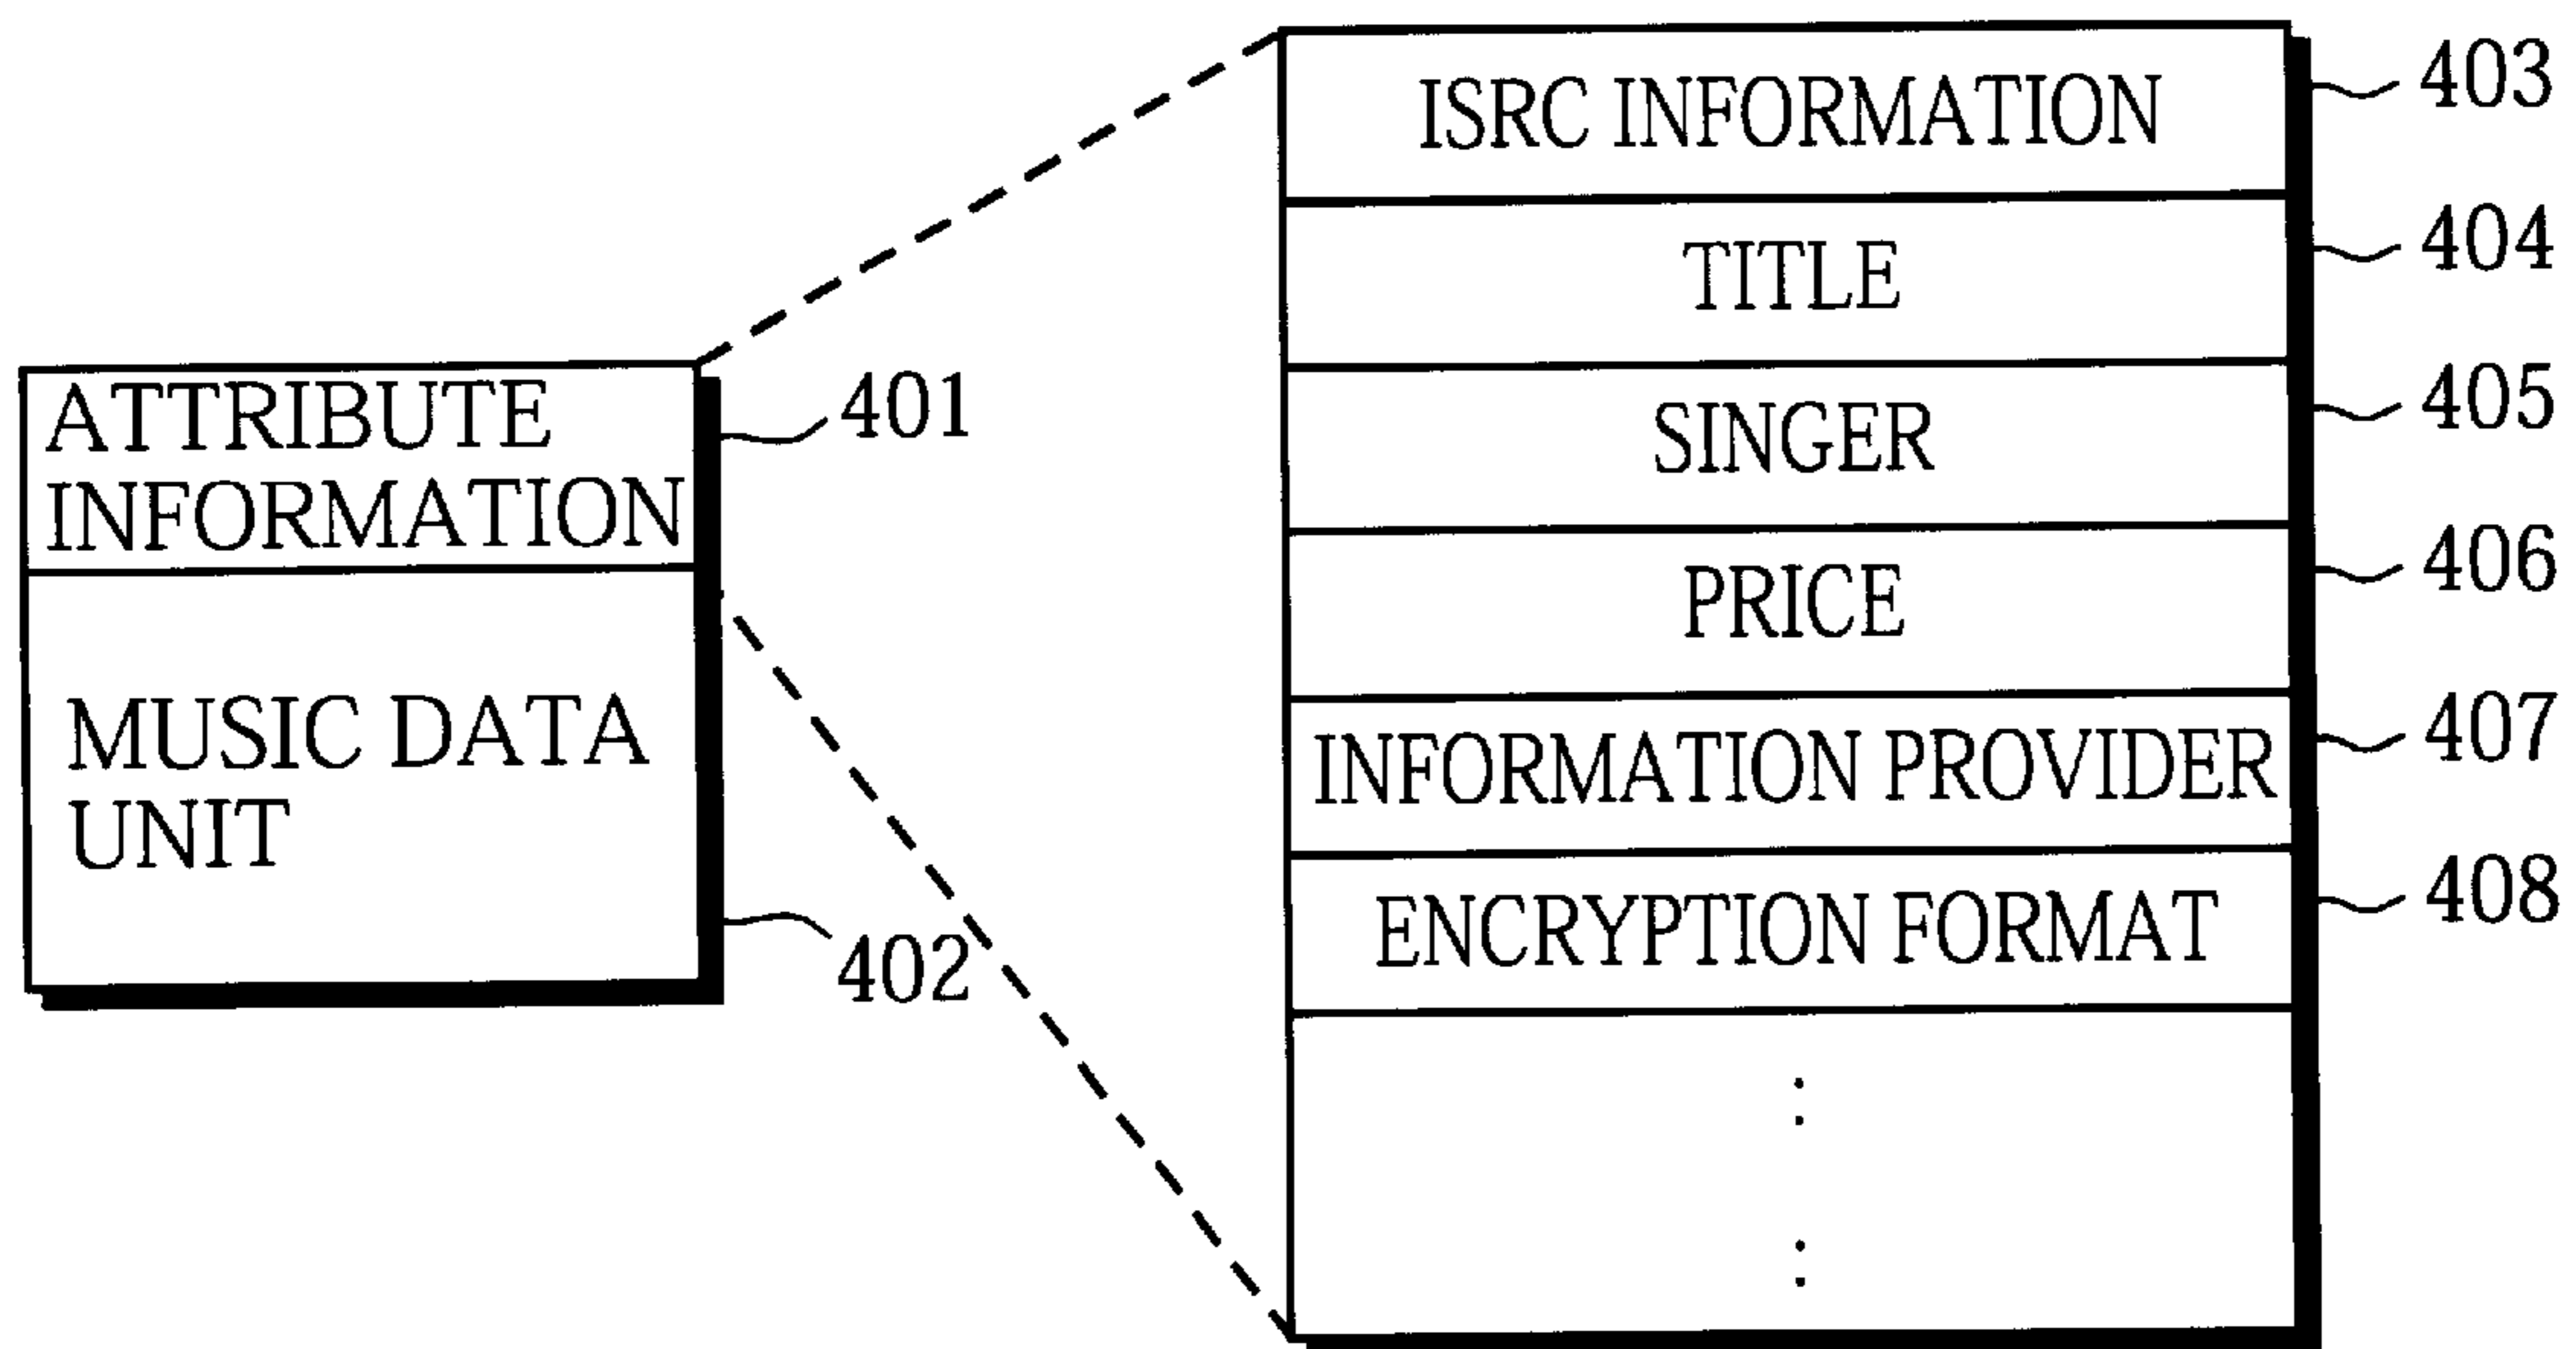 ATTRIBUTE
INFORMATION
401
MUSIC DATA
UNIT
402
ISRC INFORMATION
403
TITLE
404
SINGER
405
PRICE
406
INFORMATION PROVIDER
407
ENCRYPTION FORMAT
408